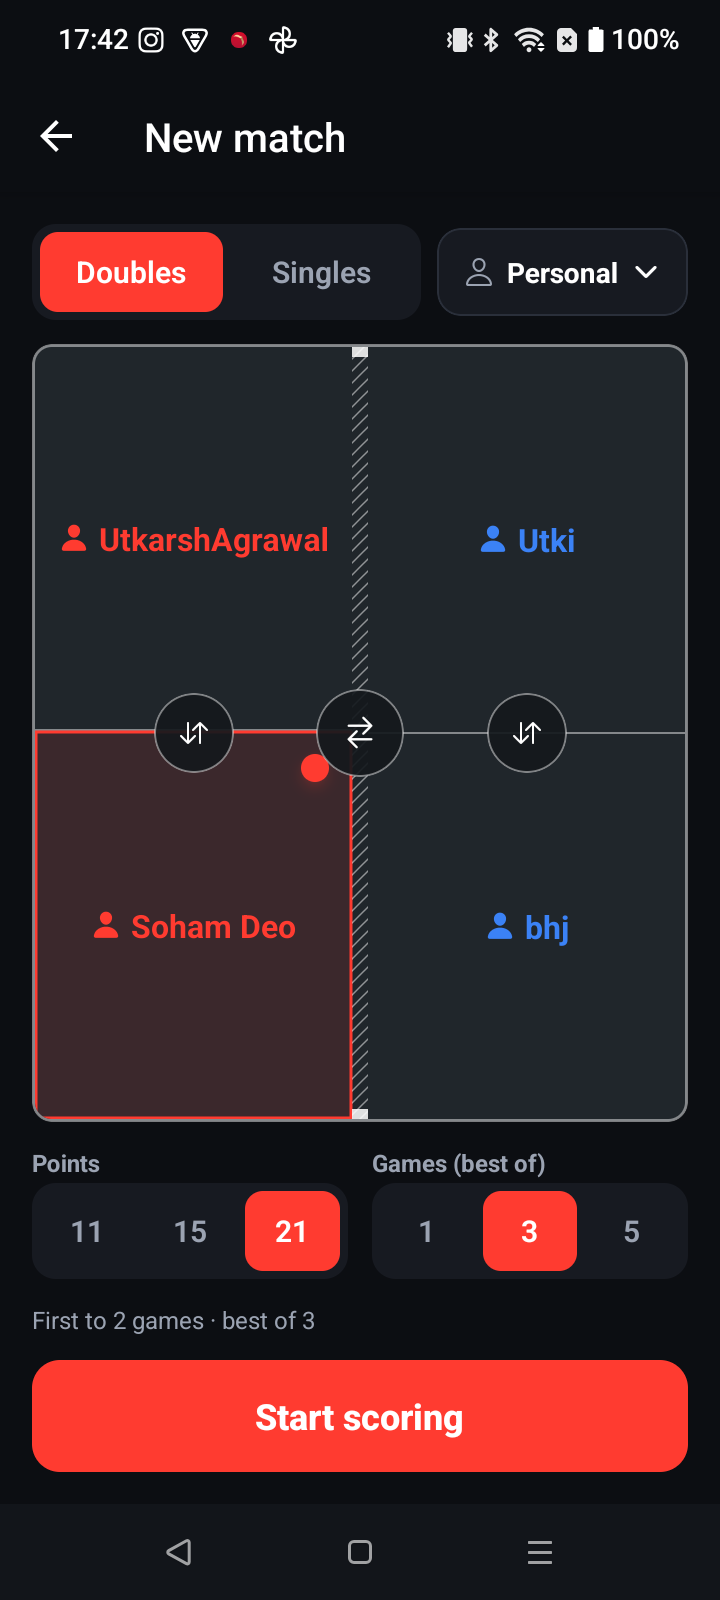 17:42 100%
New match
Doubles Singles Personal
UtkarshAgrawal Utki
Soham Deo bhj
Points Games (best of)
11 15 21 1 3 5
First to 2 games · best of 3
Start scoring